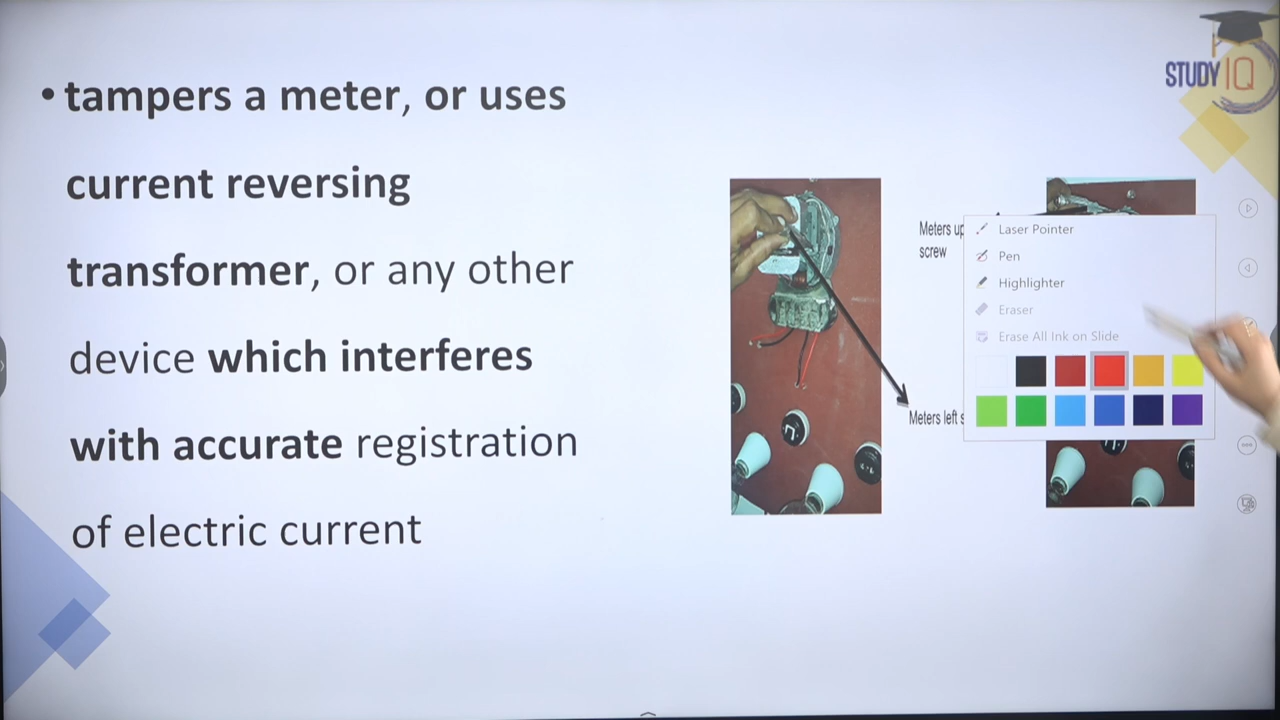 • tampers a meter, or uses
current reversing
transformer, or any other
device which interferes
with accurate registration
of electric current
STUDY IQ
Meters up
screw
Meters left
Laser Pointer
Pen
Highlighter
Eraser
Erase All Ink on Slide